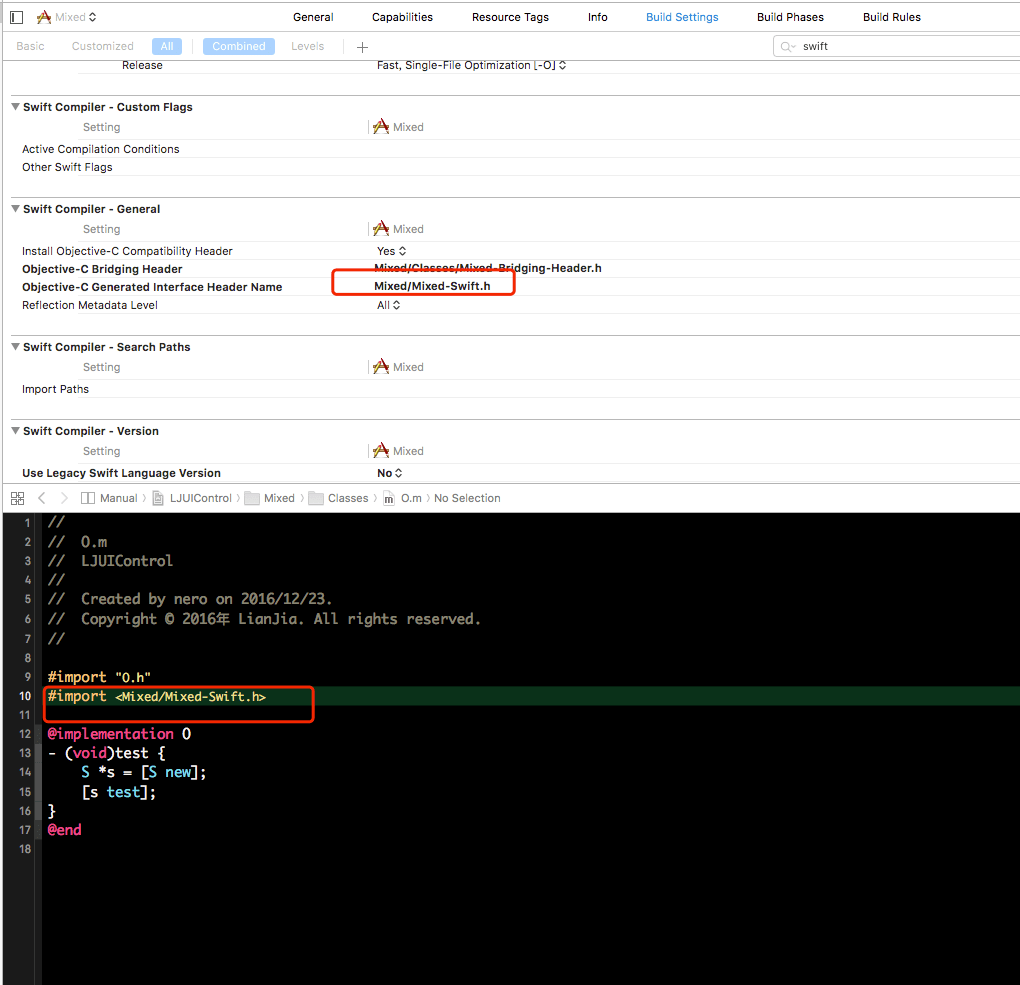 Mixed General Capabilities Resource Tags Info Build Settings Build Phases Build Rules
Basic Customized All Combined Levels + swift
Release Fast, Single-File Optimization [-O]
Swift Compiler - Custom Flags
Setting Mixed
Active Compilation Conditions
Other Swift Flags
Swift Compiler - General
Setting Mixed
Install Objective-C Compatibility Header Yes
Objective-C Bridging Header Mixed/Classes/Mixed-Bridging-Header.h
Objective-C Generated Interface Header Name Mixed/Mixed-Swift.h
Reflection Metadata Level All
Swift Compiler - Search Paths
Setting Mixed
Import Paths
Swift Compiler - Version
Setting Mixed
Use Legacy Swift Language Version No
Manual LJUIControl Mixed Classes m O.m No Selection
1 //
2 // O.m
3 // LJUIControl
4 //
5 // Created by nero on 2016/12/23.
6 // Copyright © 2016年 LianJia. All rights reserved.
7 //
8
9 #import "O.h"
10 #import <Mixed/Mixed-Swift.h>
11
12 @implementation O
13 - (void)test {
14 S *s = [S new];
15 [s test];
16 }
17 @end
18